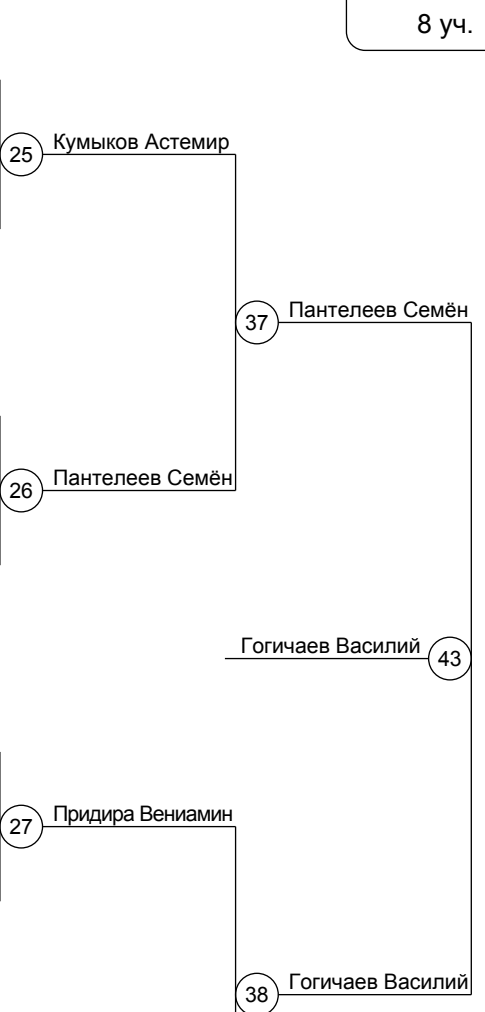 8 уч.
25 Кумыков Астемир
37 Пантелеев Семён
26 Пантелеев Семён
Гогичаев Василий 43
27 Придира Вениамин
38 Гогичаев Василий